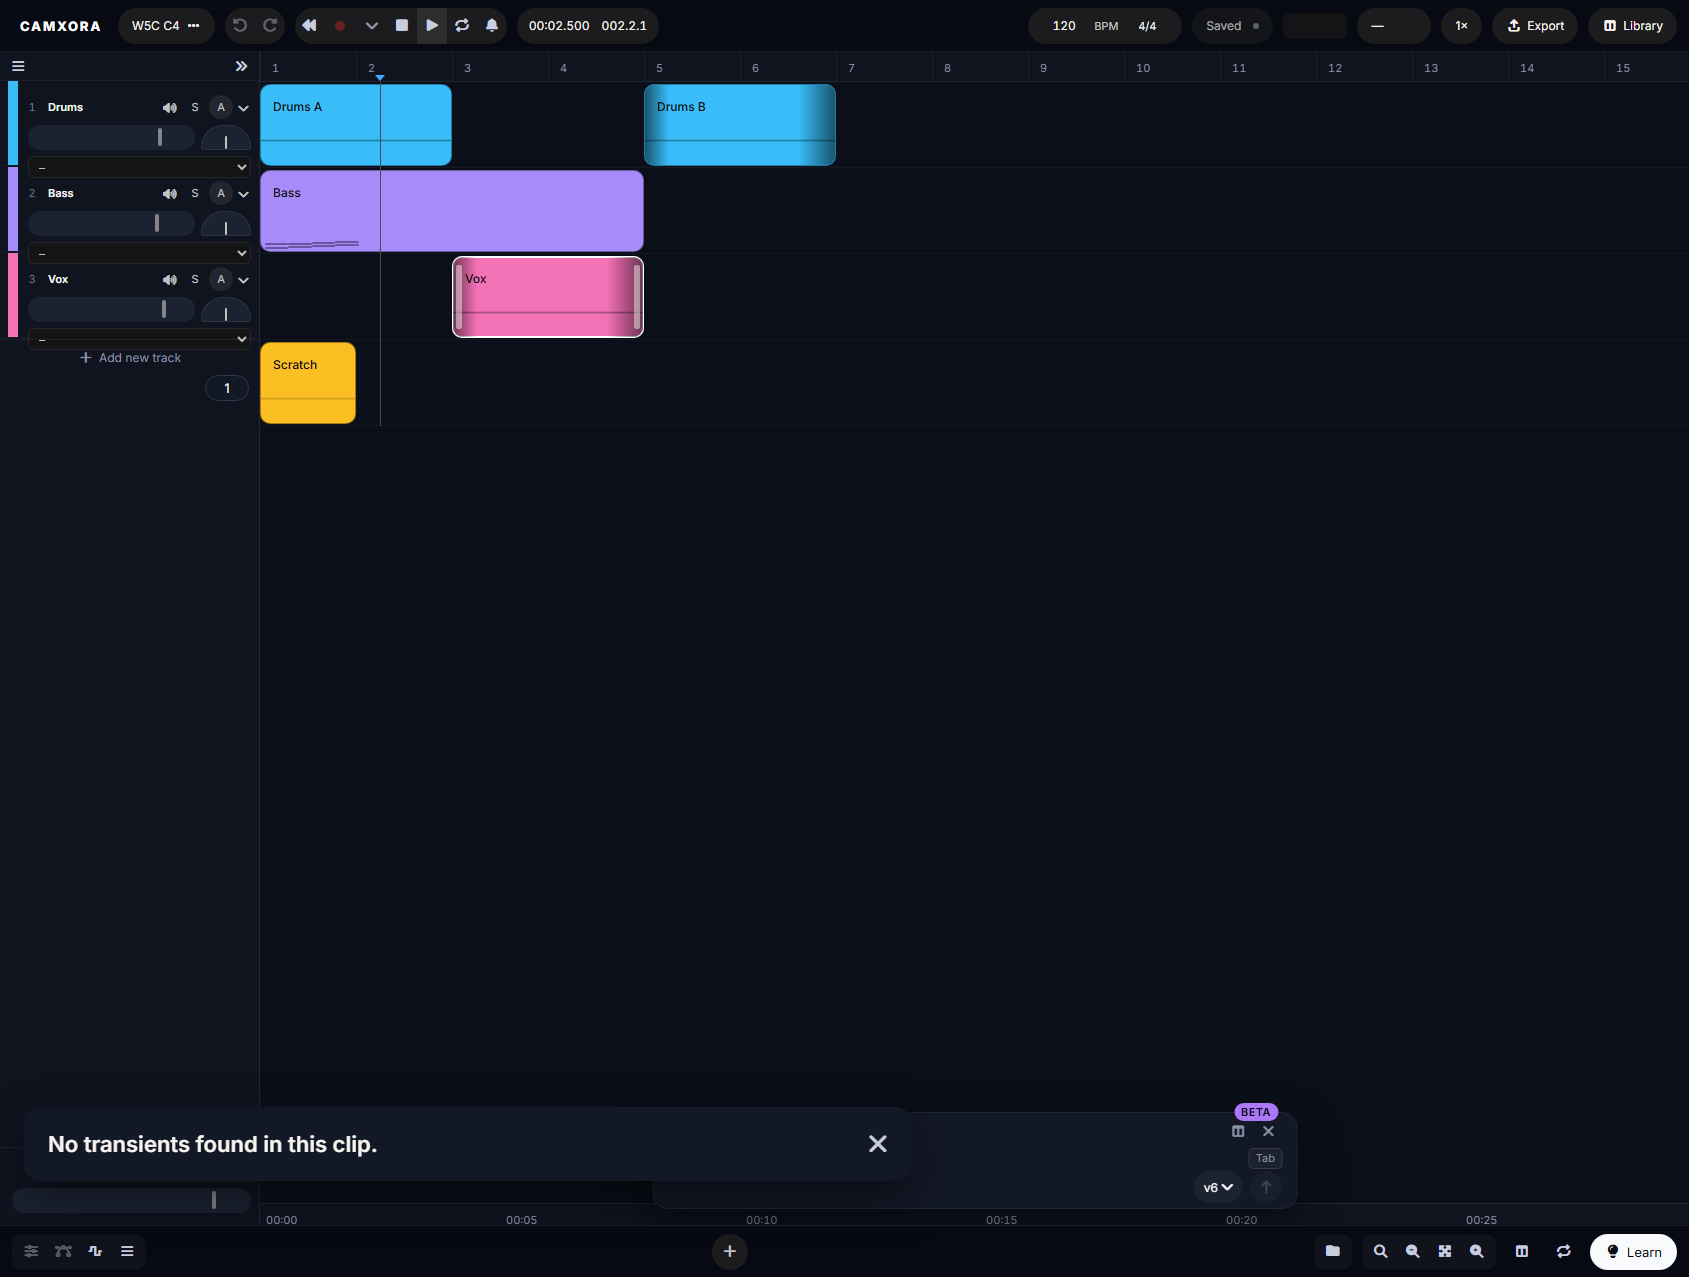 CAMXORA
W5C C4
00:02.500 002.2.1
120 BPM 4/4
Saved
1×
Export
Library
1 2 3 4 5 6 7 8 9 10 11 12 13 14 15
1 Drums S A
–
2 Bass S A
–
3 Vox S A
–
Add new track
1
Drums A
Drums B
Bass
Vox
Scratch
BETA
No transients found in this clip.
Tab
v6
00:00 00:05 00:10 00:15 00:20 00:25
Learn